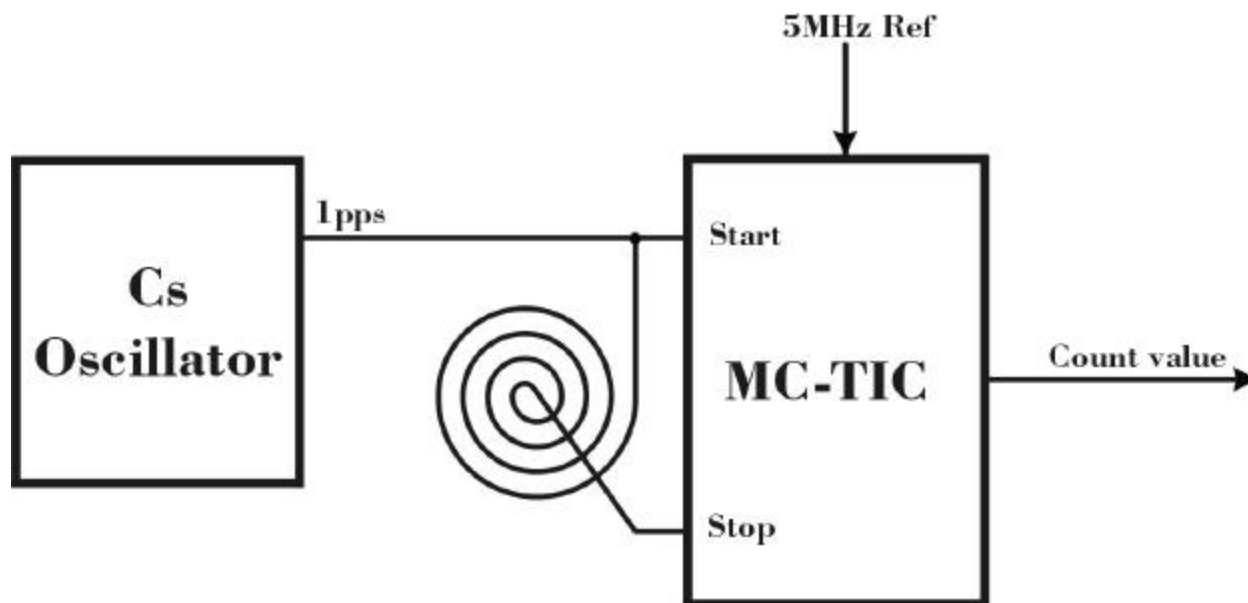 5MHz Ref
1pps
Start
Cs
Oscillator
MC-TIC
Count value
Stop